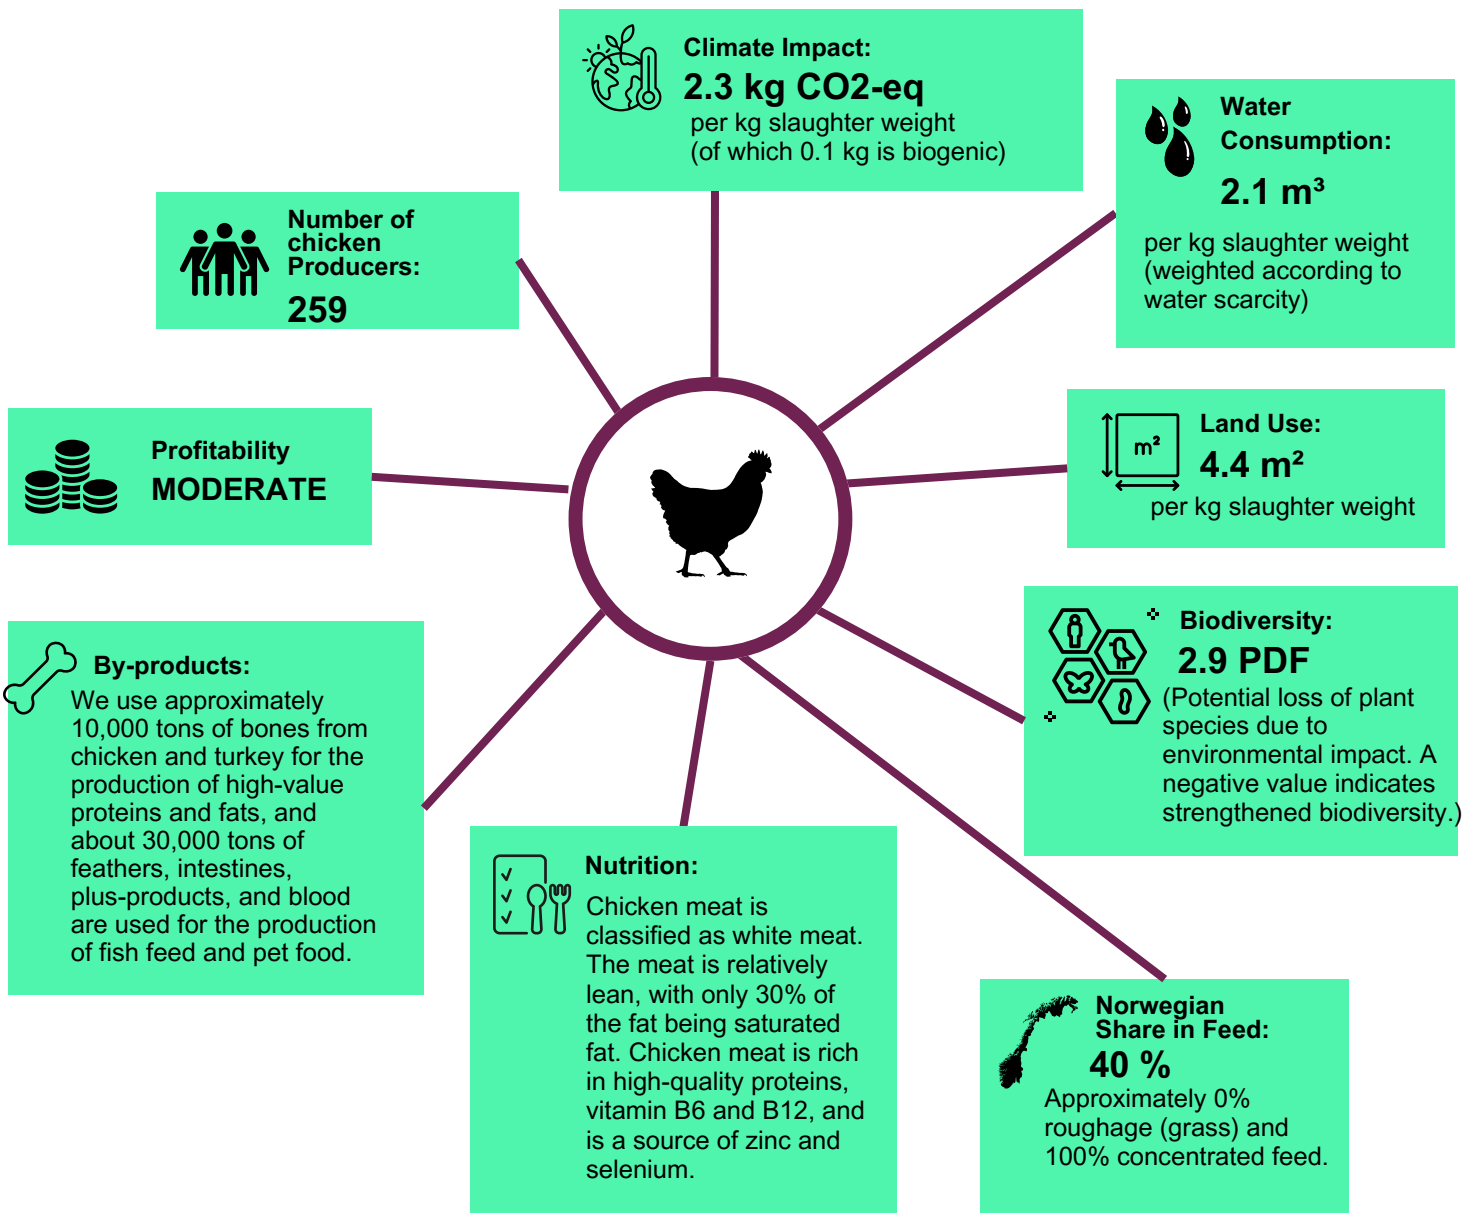 Climate Impact:
2.3 kg CO2-eq
per kg slaughter weight
(of which 0.1 kg is biogenic)
Water
Consumption:
2.1 m³
per kg slaughter weight
(weighted according to
water scarcity)
Number of
chicken
Producers:
259
Profitability
MODERATE
m²
Land Use:
4.4 m²
per kg slaughter weight
By-products:
We use approximately
10,000 tons of bones from
chicken and turkey for the
production of high-value
proteins and fats, and
about 30,000 tons of
feathers, intestines,
plus-products, and blood
are used for the production
of fish feed and pet food.
Biodiversity:
2.9 PDF
(Potential loss of plant
species due to
environmental impact. A
negative value indicates
strengthened biodiversity.)
Nutrition:
Chicken meat is
classified as white meat.
The meat is relatively
lean, with only 30% of
the fat being saturated
fat. Chicken meat is rich
in high-quality proteins,
vitamin B6 and B12, and
is a source of zinc and
selenium.
Norwegian
Share in Feed:
40 %
Approximately 0%
roughage (grass) and
100% concentrated feed.